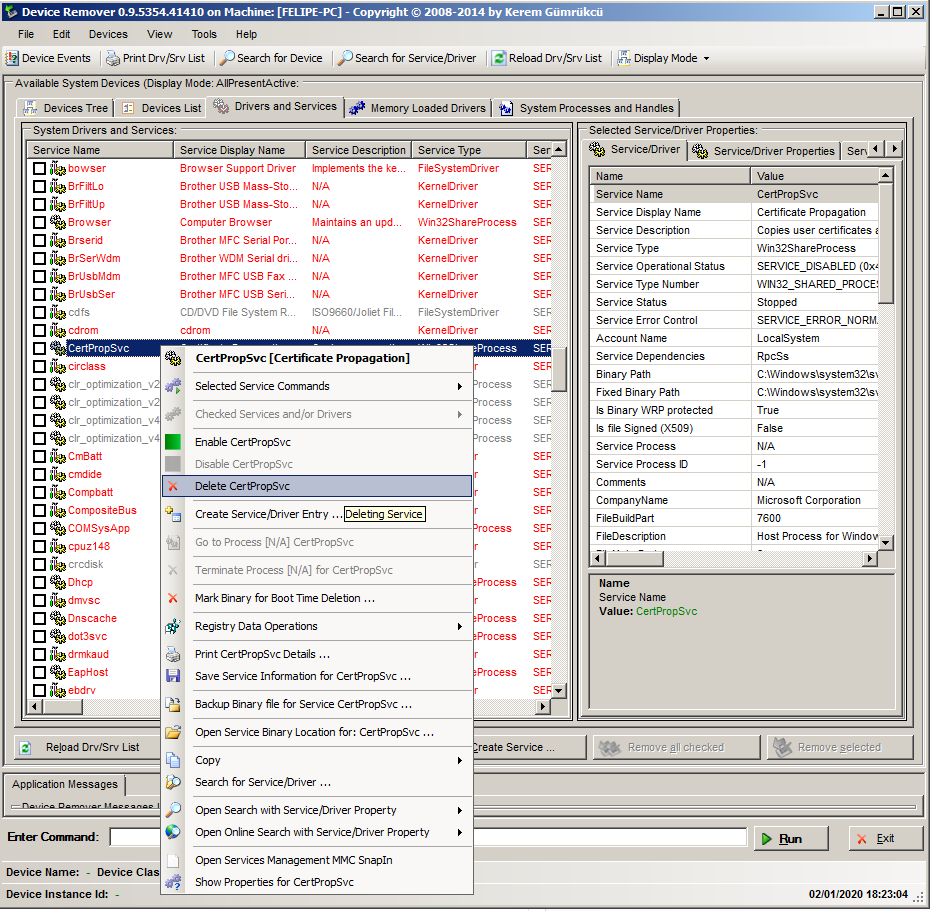 Device Remover 0.9.5354.41410 on Machine: [FELIPE-PC] - Copyright © 2008-2014 by Kerem Gümrükcü
File Edit Devices View Tools Help
Device Events Print Drv/Srv List Search for Device Search for Service/Driver Reload Drv/Srv List Display Mode
Available System Devices (Display Mode: AllPresentActive:
Devices Tree Devices List Drivers and Services Memory Loaded Drivers System Processes and Handles
System Drivers and Services:
Service Name Service Display Name Service Description Service Type Ser
bowser Browser Support Driver Implements the ke... FileSystemDriver SER
BrFiltLo Brother USB Mass-Sto... N/A KernelDriver SER
BrFiltUp Brother USB Mass-Sto... N/A KernelDriver SER
Browser Computer Browser Maintains an upd... Win32ShareProcess SER
Brserid Brother MFC Serial Por... N/A KernelDriver SER
BrSerWdm Brother WDM Serial dri... N/A KernelDriver SER
BrUsbMdm Brother MFC USB Fax ... N/A KernelDriver SER
BrUsbSer Brother MFC USB Seri... N/A KernelDriver SER
cdfs CD/DVD File System R... ISO9660/Joliet Fil... FileSystemDriver SER
cdrom cdrom N/A KernelDriver SER
CertPropSvc eProcess SER
circlass r SER
clr_optimization_v2 Process SER
clr_optimization_v2 Process SER
clr_optimization_v4 Process SER
clr_optimization_v4 Process SER
CmBatt r SER
cmdide r SER
Compbatt r SER
CompositeBus r SER
COMSysApp Process SER
cpuz148 r SER
crcdisk r SER
Dhcp eProcess SER
dmvsc r SER
Dnscache eProcess SER
dot3svc eProcess SER
drmkaud r SER
EapHost eProcess SER
ebdrv r SER
CertPropSvc [Certificate Propagation]
Selected Service Commands
Checked Services and/or Drivers
Enable CertPropSvc
Disable CertPropSvc
Delete CertPropSvc
Create Service/Driver Entry ...
Deleting Service
Go to Process [N/A] CertPropSvc
Terminate Process [N/A] for CertPropSvc
Mark Binary for Boot Time Deletion ...
Registry Data Operations
Print CertPropSvc Details ...
Save Service Information for CertPropSvc ...
Backup Binary file for Service CertPropSvc ...
Open Service Binary Location for: CertPropSvc ...
Copy
Search for Service/Driver ...
Open Search with Service/Driver Property
Open Online Search with Service/Driver Property
Open Services Management MMC SnapIn
Show Properties for CertPropSvc
Selected Service/Driver Properties:
Service/Driver Service/Driver Properties Serv
Name Value
Service Name CertPropSvc
Service Display Name Certificate Propagation
Service Description Copies user certificates a
Service Type Win32ShareProcess
Service Operational Status SERVICE_DISABLED (0x4
Service Type Number WIN32_SHARED_PROCES
Service Status Stopped
Service Error Control SERVICE_ERROR_NORM
Account Name LocalSystem
Service Dependencies RpcSs
Binary Path C:\Windows\system32\sv
Fixed Binary Path C:\Windows\system32\sv
Is Binary WRP protected True
Is file Signed (X509) False
Service Process N/A
Service Process ID -1
Comments N/A
CompanyName Microsoft Corporation
FileBuildPart 7600
FileDescription Host Process for Window
Name
Service Name
Value: CertPropSvc
Reload Drv/Srv List Create Service ... Remove all checked Remove selected
Application Messages
Device Remover Messages
Enter Command: Run Exit
Device Name: - Device Clas
Device Instance Id: - 02/01/2020 18:23:04